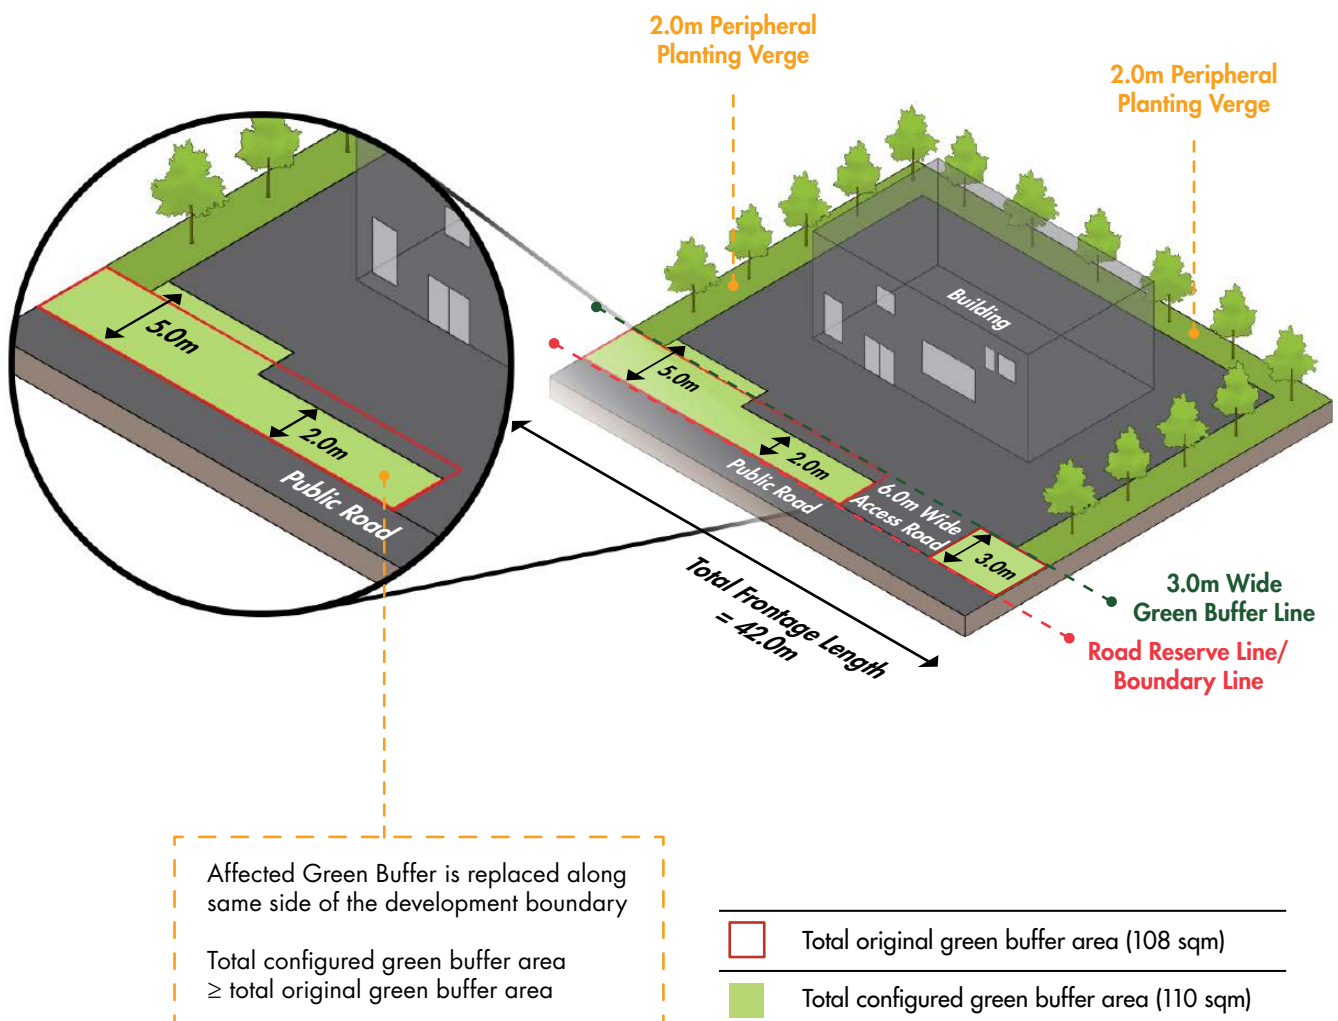 2.0m Peripheral
Planting Verge
2.0m Peripheral
Planting Verge
5.0m
2.0m
Public Road
Building
5.0m
2.0m
Public Road
6.0m Wide
Access Road
3.0m
Total Frontage Length
= 42.0m
3.0m Wide
Green Buffer Line
Road Reserve Line/
Boundary Line
Affected Green Buffer is replaced along
same side of the development boundary
Total configured green buffer area
≥ total original green buffer area
Total original green buffer area (108 sqm)
Total configured green buffer area (110 sqm)